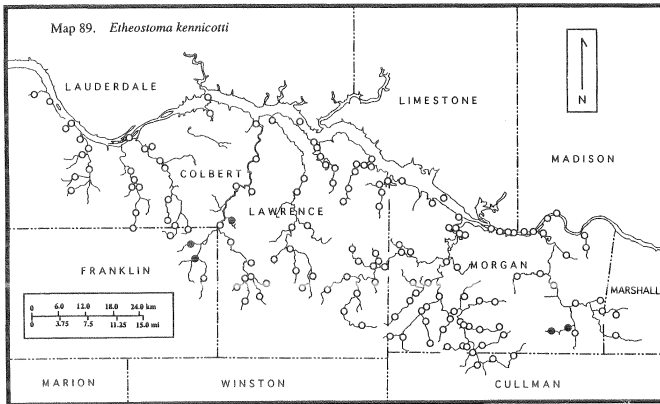 Map 89. Etheostoma kennicotti
LAUDERDALE
LIMESTONE
N
MADISON
COLBERT
LAWRENCE
FRANKLIN
MORGAN
MARSHALL
0 6.0 12.0 18.0 24.0 km
0 3.75 7.5 11.25 15.0 mi
MARION
WINSTON
CULLMAN